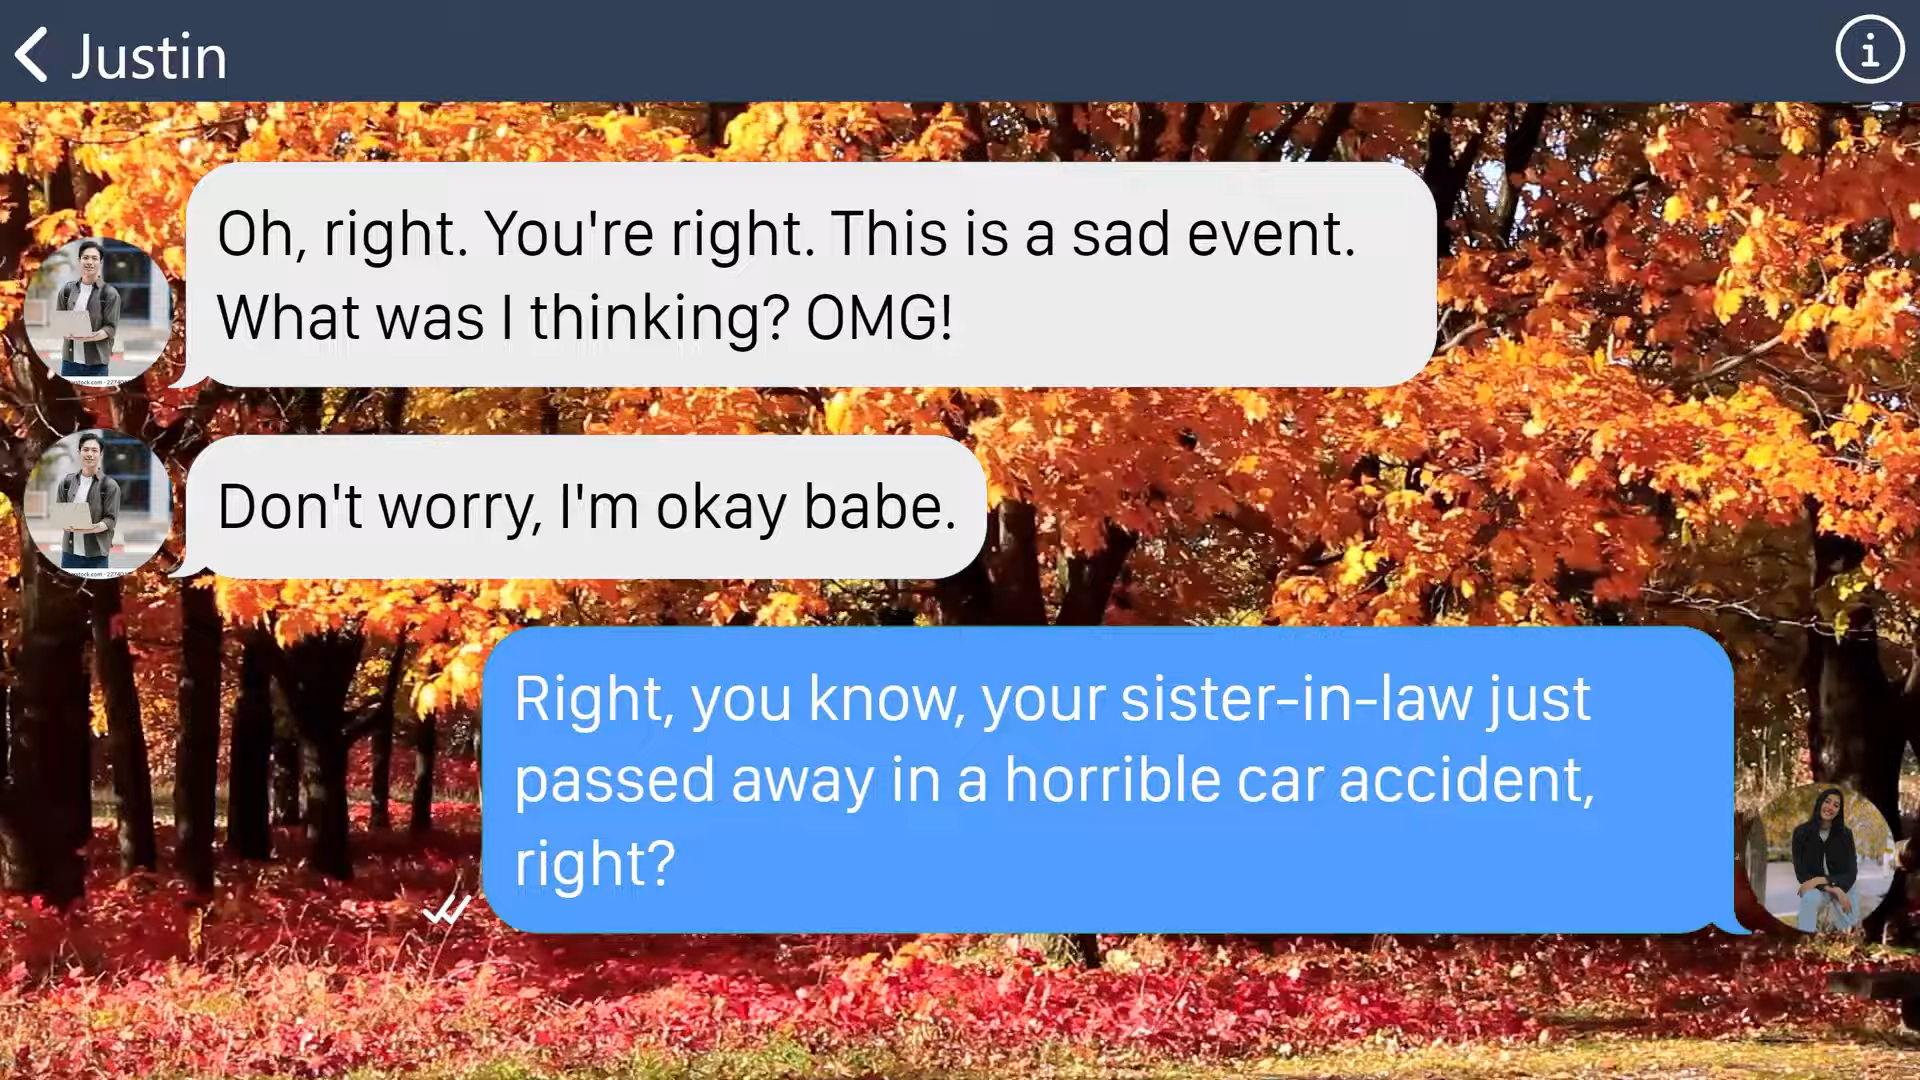 Justin
Oh, right. You're right. This is a sad event.
What was I thinking? OMG!
Don't worry, I'm okay babe.
Right, you know, your sister-in-law just
passed away in a horrible car accident,
right?